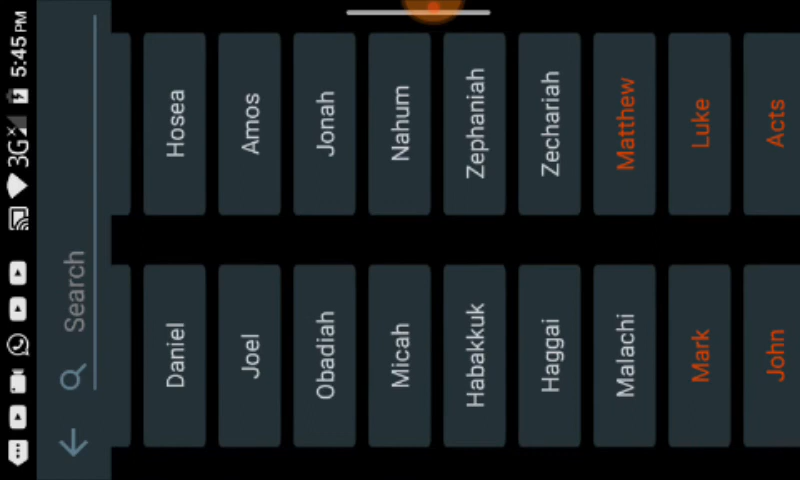 3G 5:45 PM
Search
Daniel Hosea
Joel Amos
Obadiah Jonah
Micah Nahum
Habakkuk Zephaniah
Haggai Zechariah
Malachi Matthew
Mark Luke
John Acts